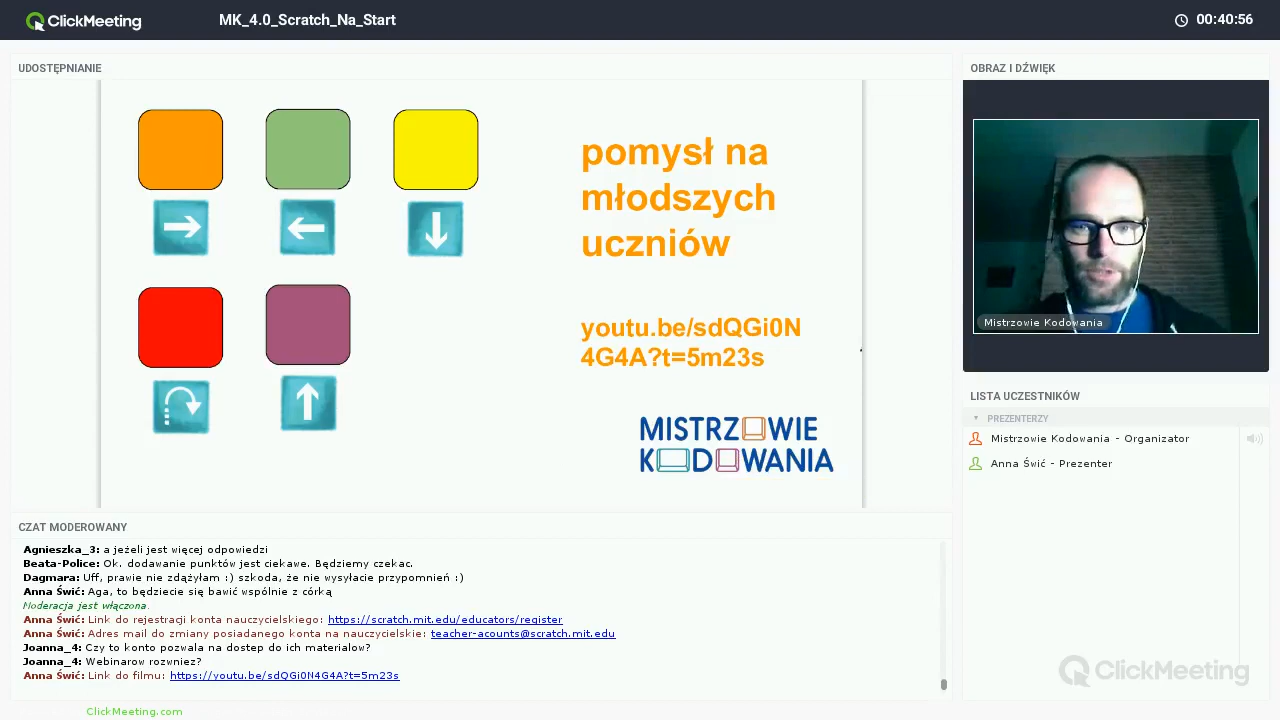 ClickMeeting
MK_4.0_Scratch_Na_Start
00:40:56
UDOSTĘPNIANIE
pomysł na
młodszych
uczniów
youtu.be/sdQGi0N
4G4A?t=5m23s
MISTRZOWIE
KODOWANIA
OBRAZ I DŹWIĘK
Mistrzowie Kodowania
LISTA UCZESTNIKÓW
PREZENTERZY
Mistrzowie Kodowania - Organizator
Anna Świć - Prezenter
CZAT MODEROWANY
Agnieszka_3: a jeżeli jest więcej odpowiedzi
Beata-Police: Ok. dodawanie punktów jest ciekawe. Będziemy czekac.
Dagmara: Uff, prawie nie zdążyłam :) szkoda, że nie wysyłacie przypomnień :)
Anna Świć: Aga, to będziecie się bawić wspólnie z córką
Moderacja jest włączona.
Anna Świć: Link do rejestracji konta nauczycielskiego: https://scratch.mit.edu/educators/register
Anna Świć: Adres mail do zmiany posiadanego konta na nauczycielskie: teacher-acounts@scratch.mit.edu
Joanna_4: Czy to konto pozwala na dostep do ich materialow?
Joanna_4: Webinarow rozwniez?
Anna Świć: Link do filmu: https://youtu.be/sdQGi0N4G4A?t=5m23s
ClickMeeting
ClickMeeting.com